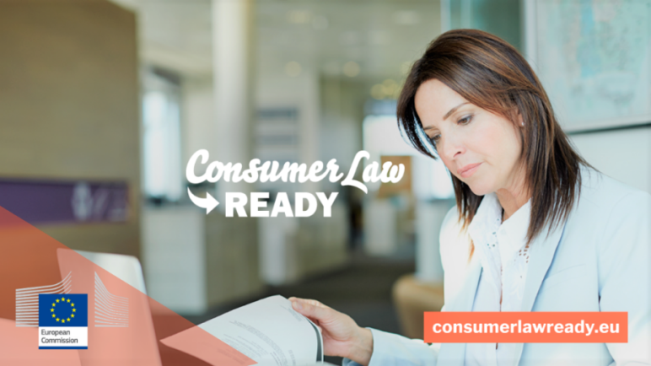 Consumer Law
READY
European
Commission
consumerlawready.eu